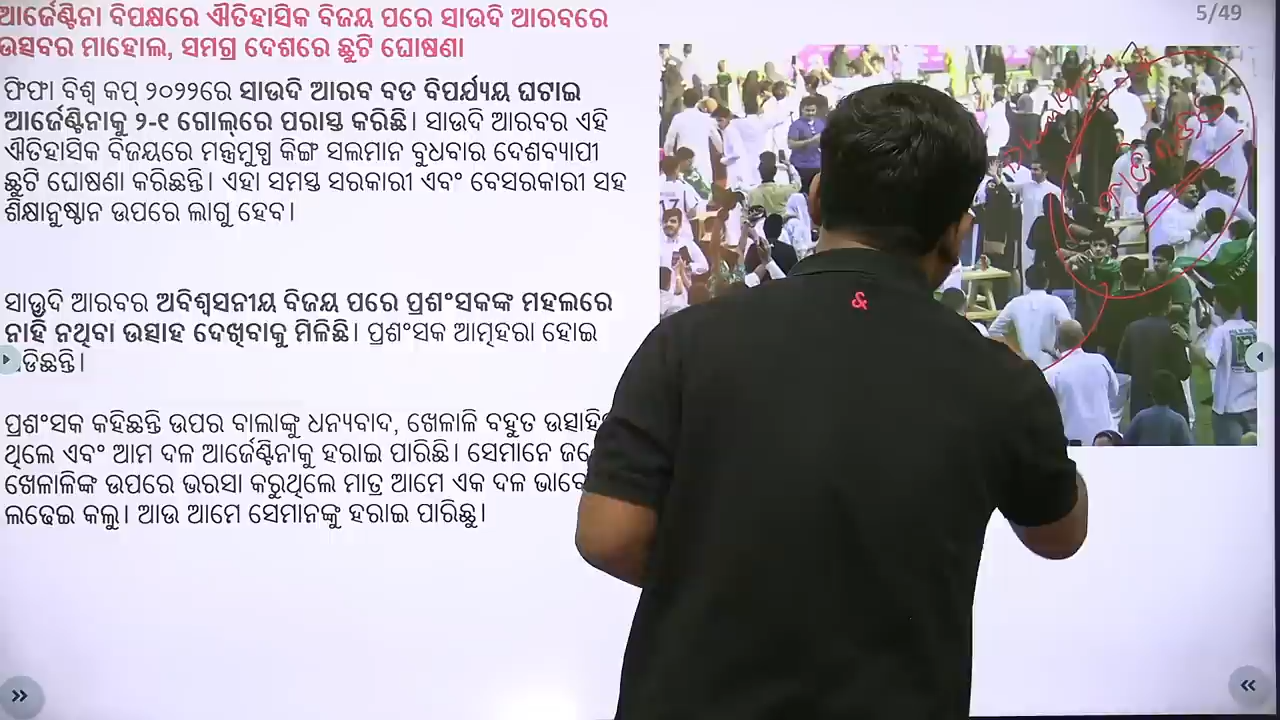 ଆର୍ଜେଣ୍ଟିନା ବିପକ୍ଷରେ ଐତିହାସିକ ବିଜୟ ପରେ ସାଉଦି ଆରବରେ
ଉତ୍ସବର ମାହୋଲ, ସମଗ୍ର ଦେଶରେ ଛୁଟି ଘୋଷଣା
5/49
ଫିଫା ବିଶ୍ୱ କପ୍ ୨୦୨୨ରେ ସାଉଦି ଆରବ ବଡ ବିପର୍ଯ୍ୟୟ ଘଟାଇ
ଆର୍ଜେଣ୍ଟିନାକୁ ୨-୧ ଗୋଲ୍‌ରେ ପରାସ୍ତ କରିଛି। ସାଉଦି ଆରବର ଏହି
ଐତିହାସିକ ବିଜୟରେ ମନ୍ତ୍ରମୁଗ୍ଧ କିଙ୍ଗ ସଲମାନ ବୁଧବାର ଦେଶବ୍ୟାପୀ
ଛୁଟି ଘୋଷଣା କରିଛନ୍ତି। ଏହା ସମସ୍ତ ସରକାରୀ ଏବଂ ବେସରକାରୀ ସହ
ଶିକ୍ଷାନୁଷ୍ଠାନ ଉପରେ ଲାଗୁ ହେବ।
ସାଉଦି ଆରବର ଅବିଶ୍ୱସନୀୟ ବିଜୟ ପରେ ପ୍ରଶଂସକଙ୍କ ମହଲରେ
ନାହିଁ ନଥିବା ଉତ୍ସାହ ଦେଖିବାକୁ ମିଳିଛି। ପ୍ରଶଂସକ ଆତ୍ମହରା ହୋଇ
ପ୍ରଶଂସକ କହିଛନ୍ତି ଉପର ବାଲାଙ୍କୁ ଧନ୍ୟବାଦ, ଖେଳାଳି ବହୁତ
ଥିଲେ ଏବଂ ଆମ ଦଳ ଆର୍ଜେଣ୍ଟିନାକୁ ହରାଇ ପାରିଛି। ସେମାନେ
ଖେଳାଳିଙ୍କ ଉପରେ ଭରସା କରୁଥିଲେ ମାତ୍ର ଆମେ ଏକ ଦଳ
ଲଢେଇ କଲୁ। ଆଉ ଆମେ ସେମାନଙ୍କୁ ହରାଇ ପାରିଛୁ।
17
&